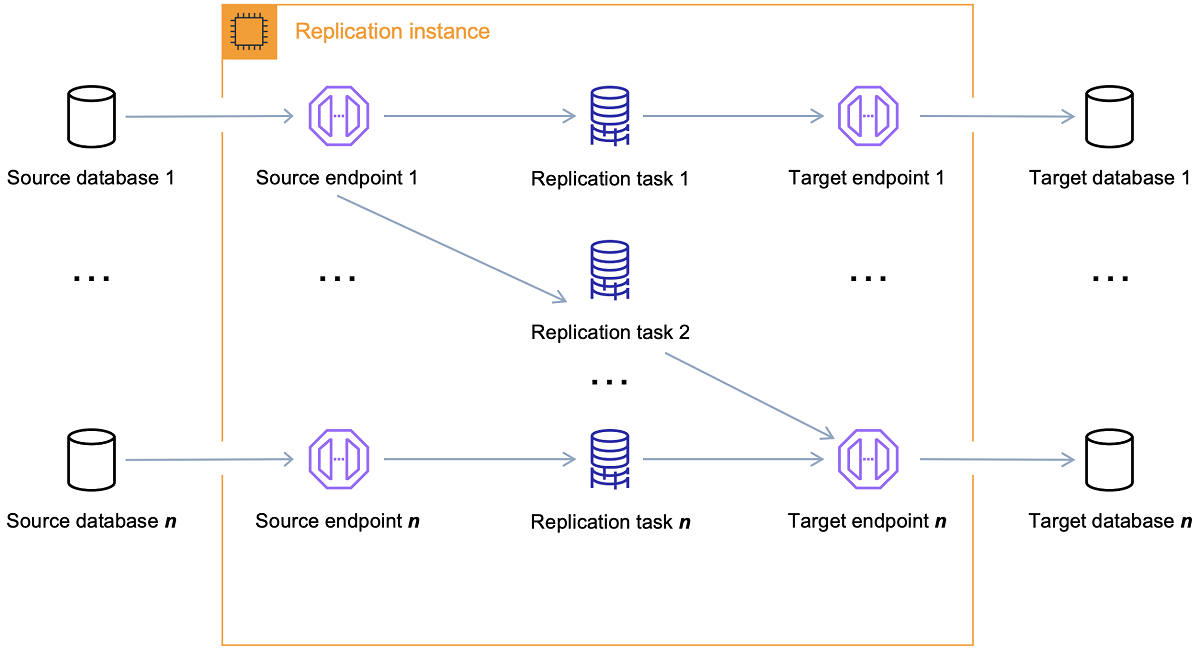 Replication instance
Source database 1
Source endpoint 1
Replication task 1
Target endpoint 1
Target database 1
...
...
...
...
Replication task 2
...
Source database n
Source endpoint n
Replication task n
Target endpoint n
Target database n